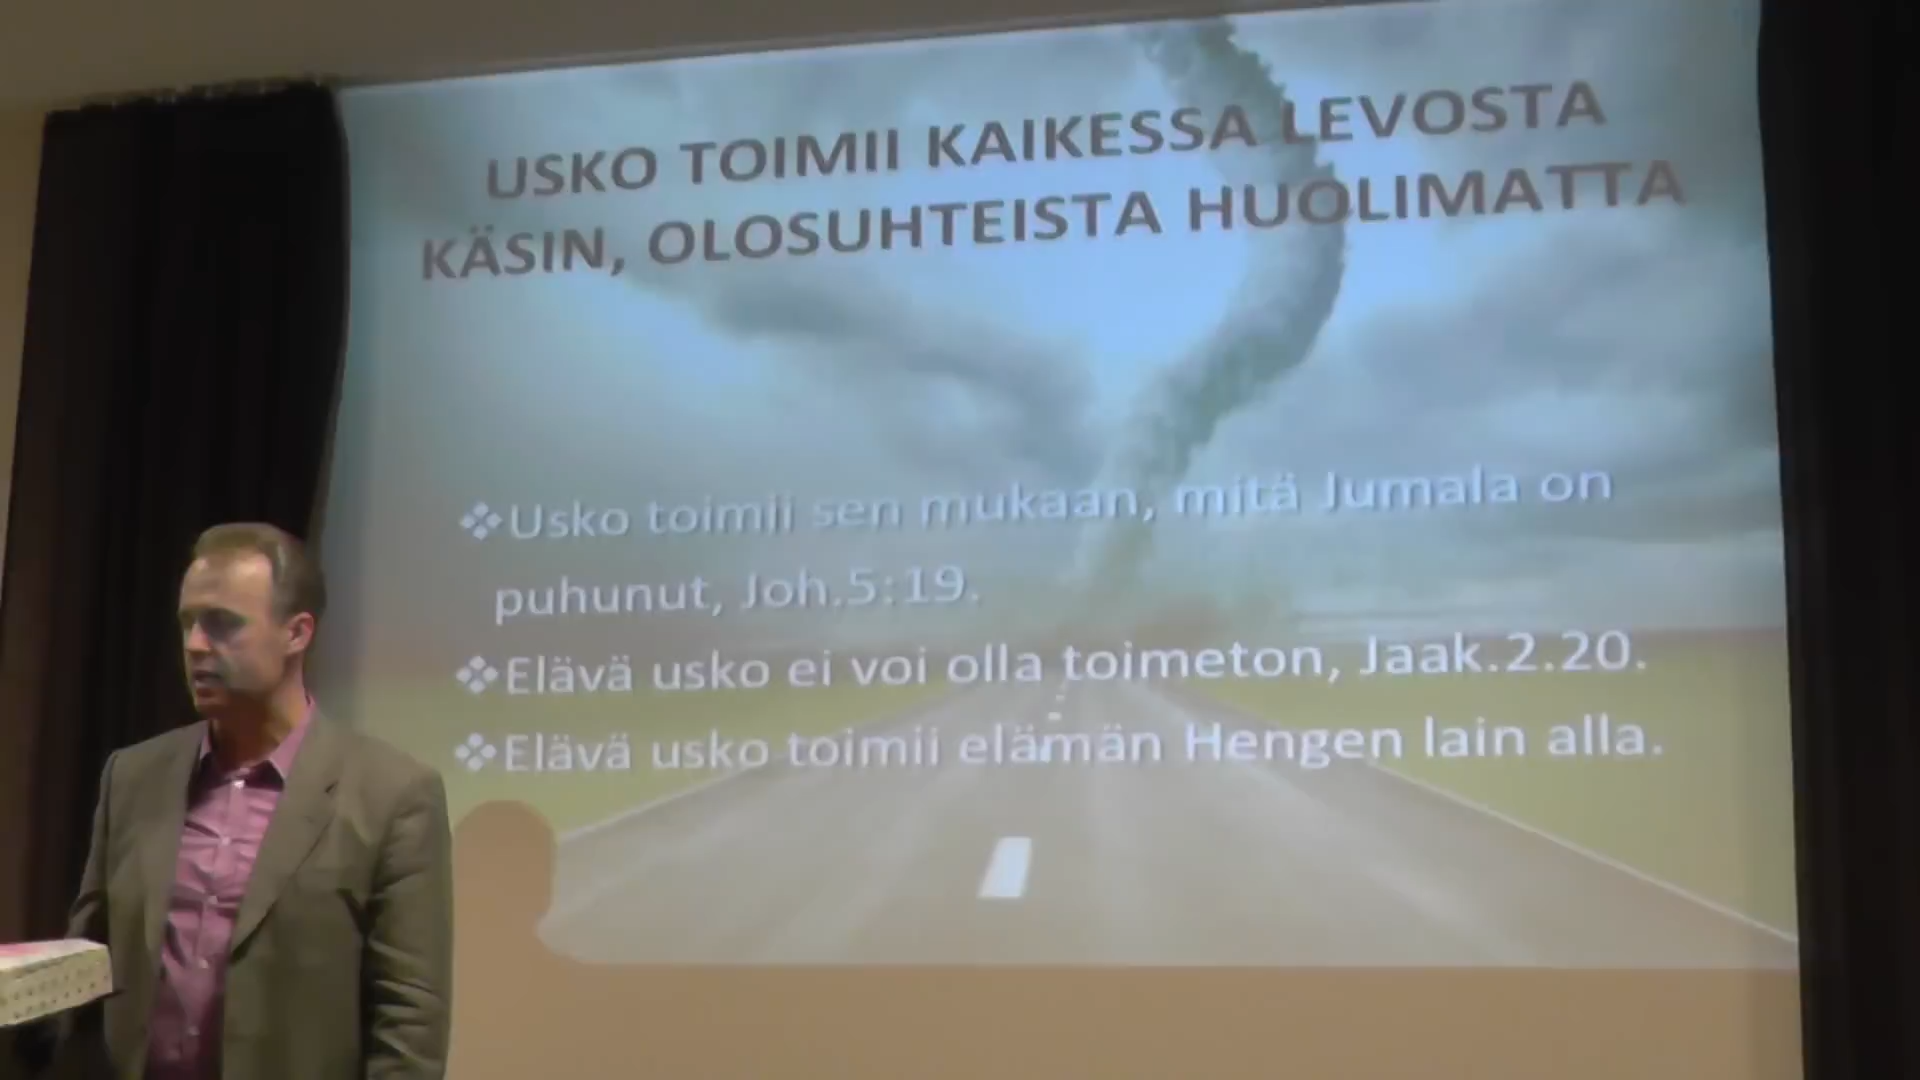 USKO TOIMII KAIKESSA LEVOSTA
KÄSIN, OLOSUHTEISTA HUOLIMATTA
❖Usko toimii sen mukaan, mitä Jumala on
puhunut, Joh.5:19.
❖Elävä usko ei voi olla toimeton, Jaak.2.20.
❖Elävä usko toimii elämän Hengen lain alla.